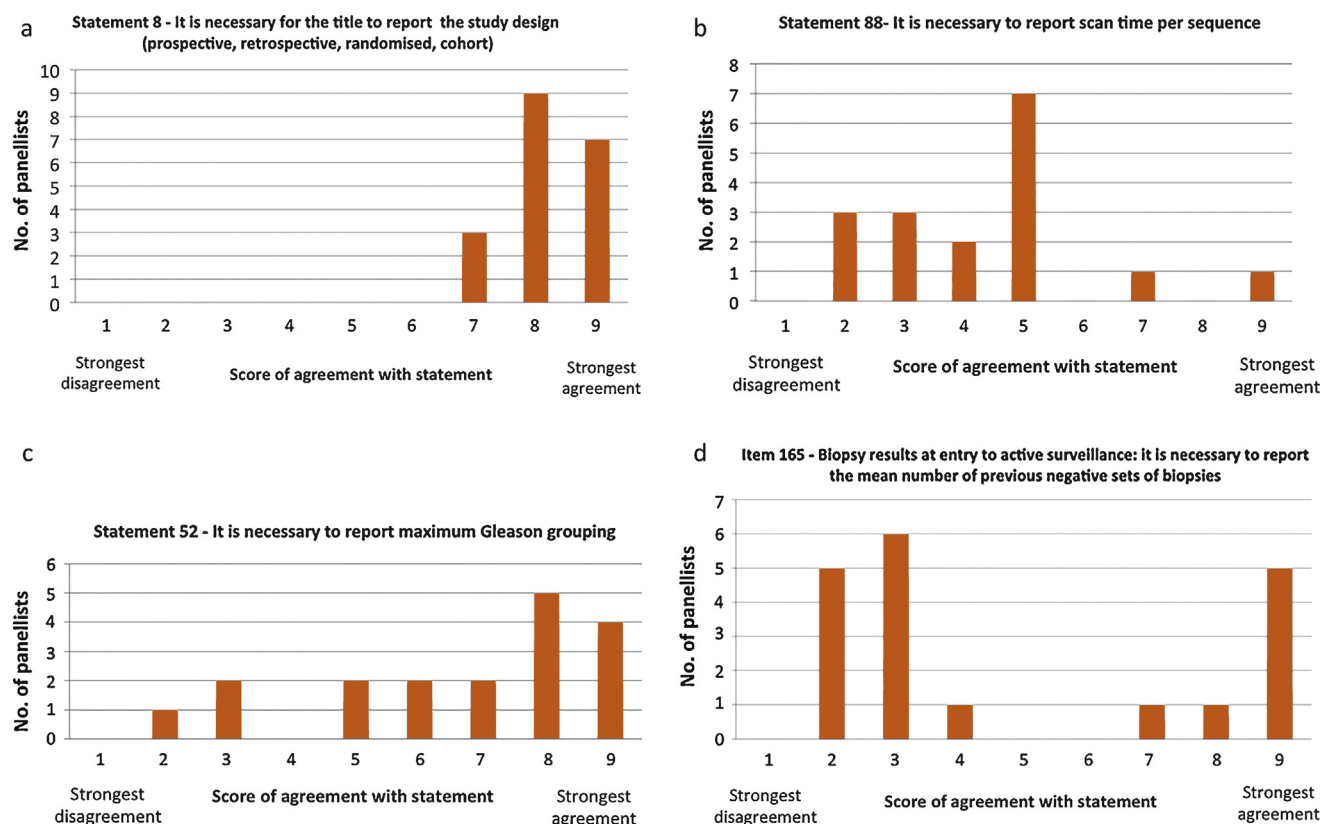 a
Statement 8 - It is necessary for the title to report the study design
(prospective, retrospective, randomised, cohort)
No. of panellists
10
9
8
7
6
5
4
3
2
1
0
1 2 3 4 5 6 7 8 9
Strongest
disagreement
Score of agreement with statement
Strongest
agreement
b
Statement 88- It is necessary to report scan time per sequence
No. of panellists
8
7
6
5
4
3
2
1
0
1 2 3 4 5 6 7 8 9
Strongest
disagreement
Score of agreement with statement
Strongest
agreement
c
Statement 52 - It is necessary to report maximum Gleason grouping
No. of panellists
6
5
4
3
2
1
0
1 2 3 4 5 6 7 8 9
Strongest
disagreement
Score of agreement with statement
Strongest
agreement
d
Item 165 - Biopsy results at entry to active surveillance: it is necessary to report
the mean number of previous negative sets of biopsies
No. of panellists
7
6
5
4
3
2
1
0
1 2 3 4 5 6 7 8 9
Strongest
disagreement
Score of agreement with statement
Strongest
agreement